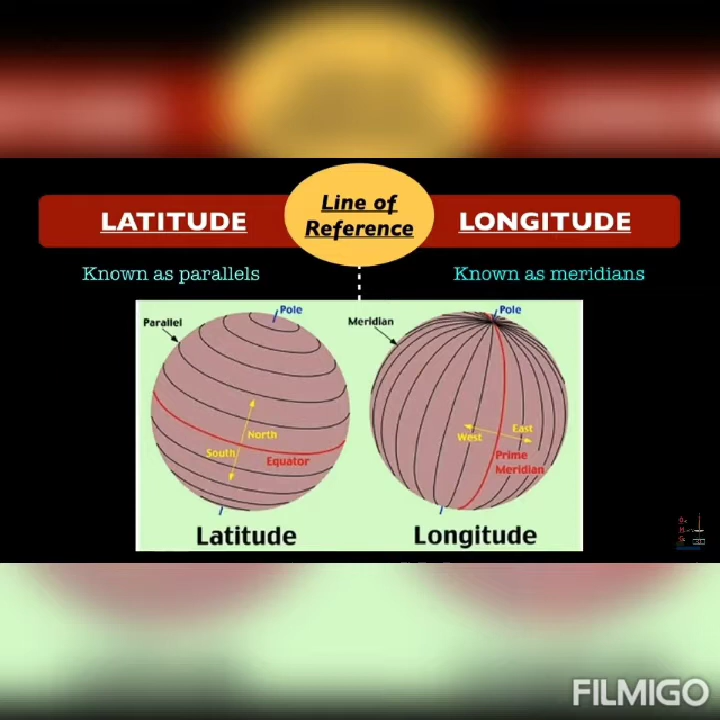 Line of
Reference
LATITUDE
LONGITUDE
Known as parallels
Known as meridians
Pole
Parallel
North
South
Equator
Latitude
Pole
Meridian
East
West
Prime
Meridian
Longitude
FILMIGO